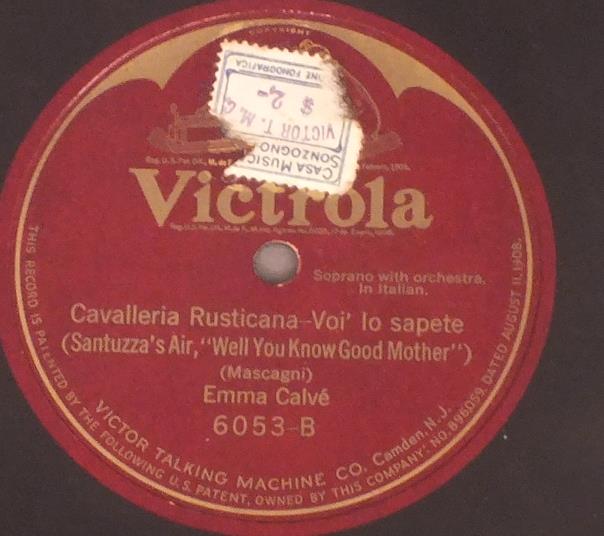 COPYRIGHT
CASA MUSICA
SONZOGNO
VICTOR T. M. C
$ 2,-
Victrola
Soprano with orchestra,
In Italian.
Cavalleria Rusticana-Voi' lo sapete
(Santuzza's Air, "Well You Know Good Mother")
(Mascagni)
Emma Calvé
6053-B
VICTOR TALKING MACHINE CO. Camden, N. J.
THIS RECORD IS PATENTED BY THE FOLLOWING U.S. PATENT, OWNED BY THIS COMPANY: NO. 896059, DATED AUGUST 11, 1908.